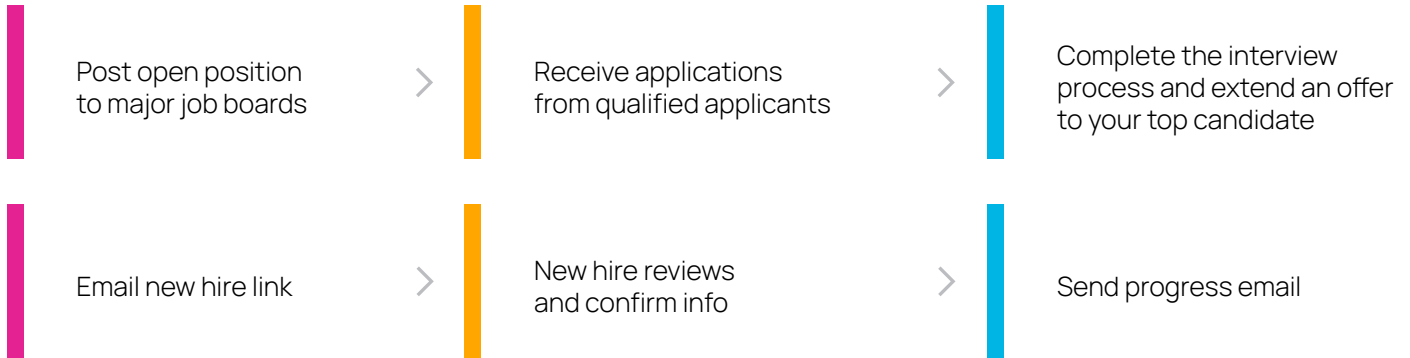 Post open position
to major job boards
Receive applications
from qualified applicants
Complete the interview
process and extend an offer
to your top candidate
Email new hire link
New hire reviews
and confirm info
Send progress email